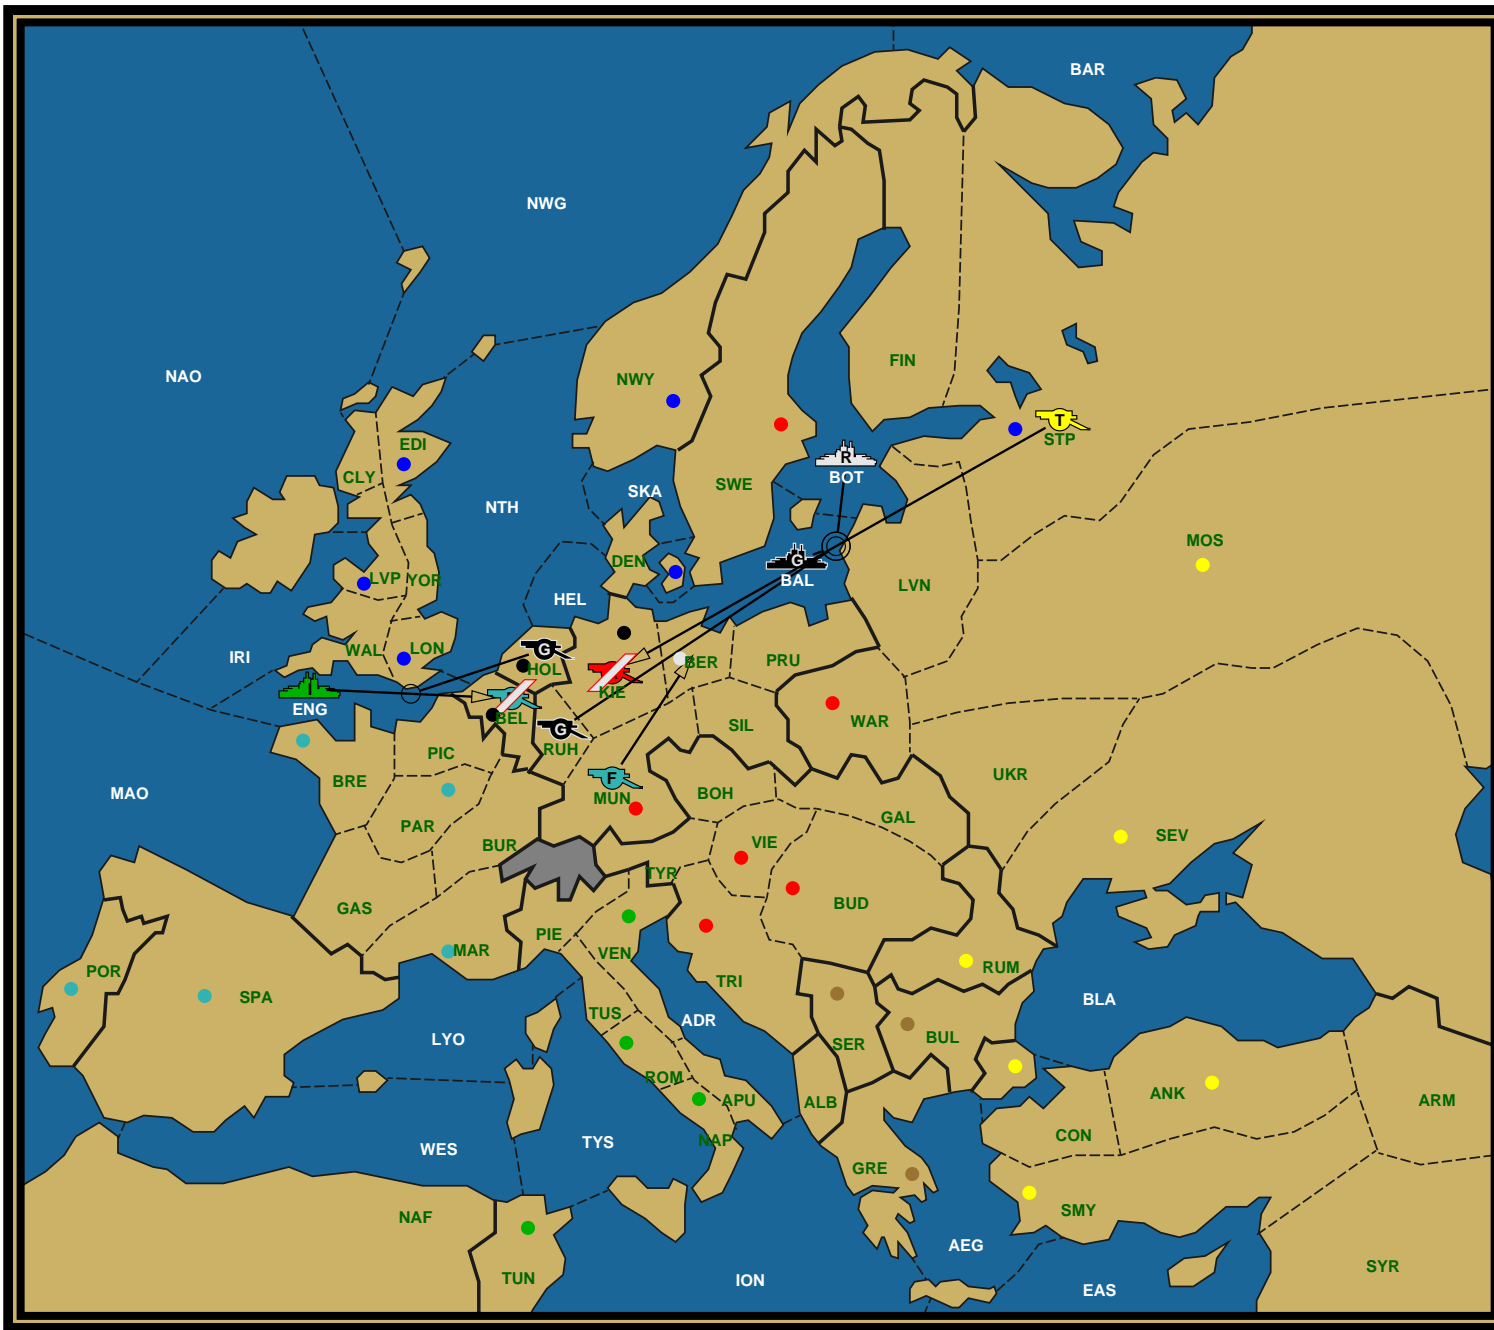 BAR
NWG
NAO
FIN
NWY
T
STP
EDI
R
BOT
CLY
SWE
SKA
NTH
MOS
G
BAL
DEN
LVP
YOR
LVN
HEL
IRI
WAL
LON
G
HOL
BER
PRU
I
ENG
KIE
BEL
G
RUH
SIL
WAR
PIC
F
MUN
BRE
BOH
UKR
MAO
PAR
GAL
SEV
BUR
VIE
TYR
BUD
GAS
PIE
VEN
MAR
POR
SPA
TRI
RUM
BLA
TUS
ADR
LYO
SER
BUL
ROM
APU
ALB
ANK
ARM
CON
NAP
TYS
WES
GRE
SMY
NAF
AEG
SYR
TUN
ION
EAS